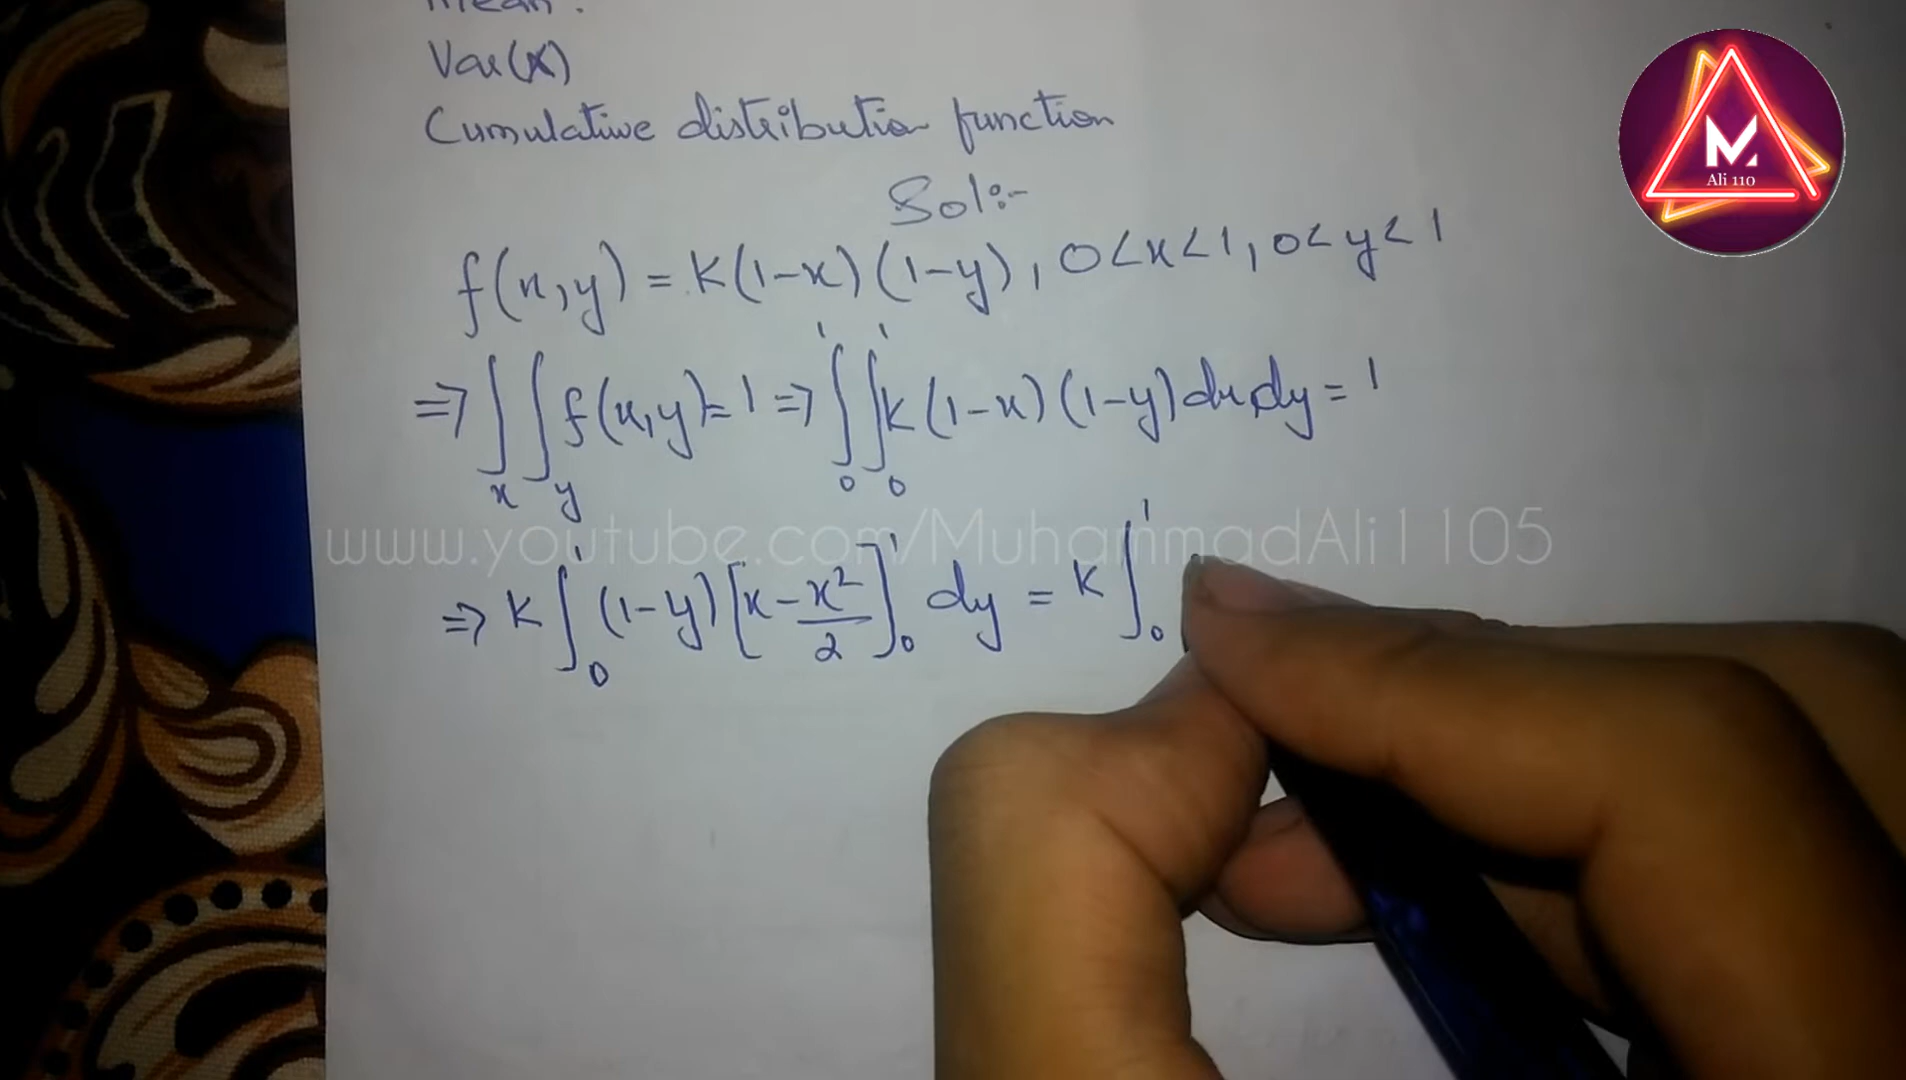 mean:
Var(X)
Cumulative distribution function
Sol:-
f(x,y) = K(1-x)(1-y), 0<x<1, 0<y<1
⇒ ∫x ∫y f(x,y) = 1 ⇒ ∫₀¹ ∫₀¹ k(1-x)(1-y)dx dy = 1
⇒ K ∫₀¹ (1-y)[x - x²/2]₀¹ dy = K ∫₀¹
www.youtube.com/MuhammadAli1105
M.
Ali 110